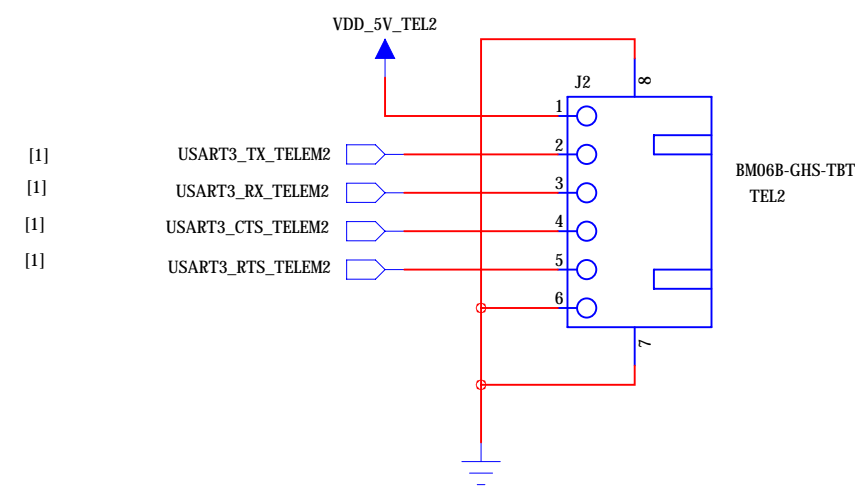 VDD_5V_TEL2
J2
8
1
[1] USART3_TX_TELEM2 2
BM06B-GHS-TBT
[1] USART3_RX_TELEM2 3
TEL2
[1] USART3_CTS_TELEM2 4
[1] USART3_RTS_TELEM2 5
6
7